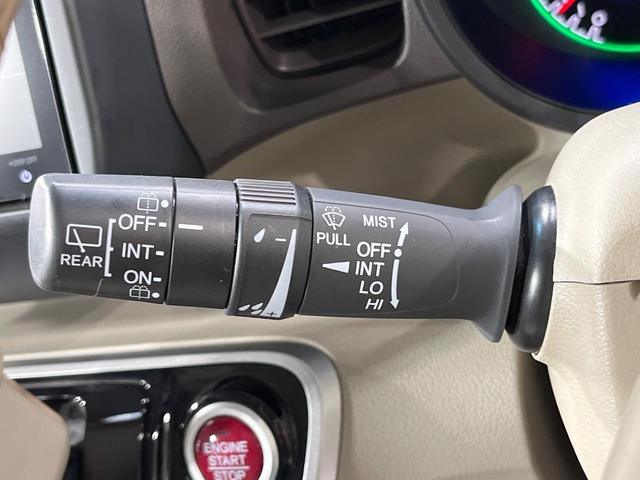 OFF
INT
ON
REAR
PULL
MIST
OFF
INT
LO
HI
ENGINE
START
STOP